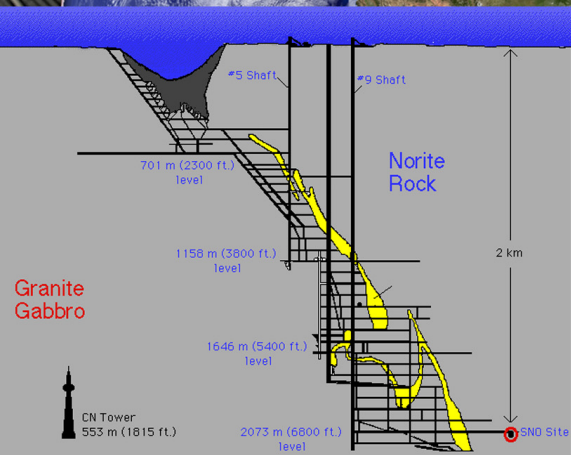 #5 Shaft
#9 Shaft
Norite
Rock
701 m (2300 ft.)
level
1158 m (3800 ft.)
level
2 km
Granite
Gabbro
1646 m (5400 ft.)
level
CN Tower
553 m (1815 ft.)
2073 m (6800 ft.)
level
SNO Site